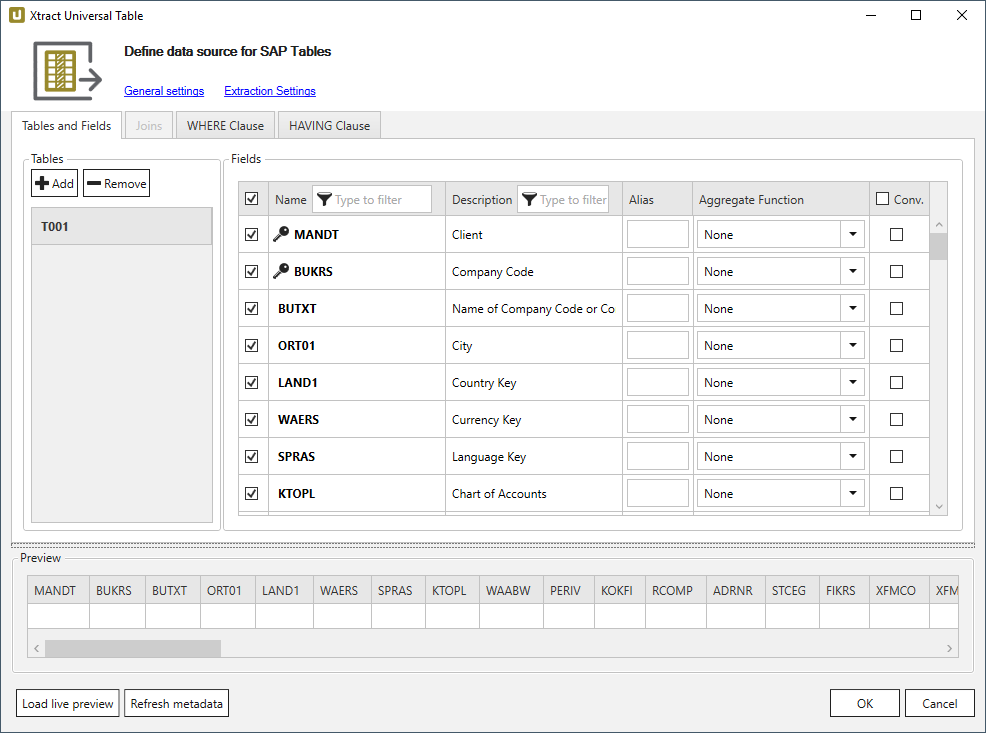 Xtract Universal Table
Define data source for SAP Tables
General settings Extraction Settings
Tables and Fields Joins WHERE Clause HAVING Clause
Tables
Add Remove
T001
Fields
Name Type to filter Description Type to filter Alias Aggregate Function Conv.
MANDT Client None
BUKRS Company Code None
BUTXT Name of Company Code or Co None
ORT01 City None
LAND1 Country Key None
WAERS Currency Key None
SPRAS Language Key None
KTOPL Chart of Accounts None
Preview
MANDT BUKRS BUTXT ORT01 LAND1 WAERS SPRAS KTOPL WAABW PERIV KOKFI RCOMP ADRNR STCEG FIKRS XFMCO XFM
Load live preview Refresh metadata OK Cancel